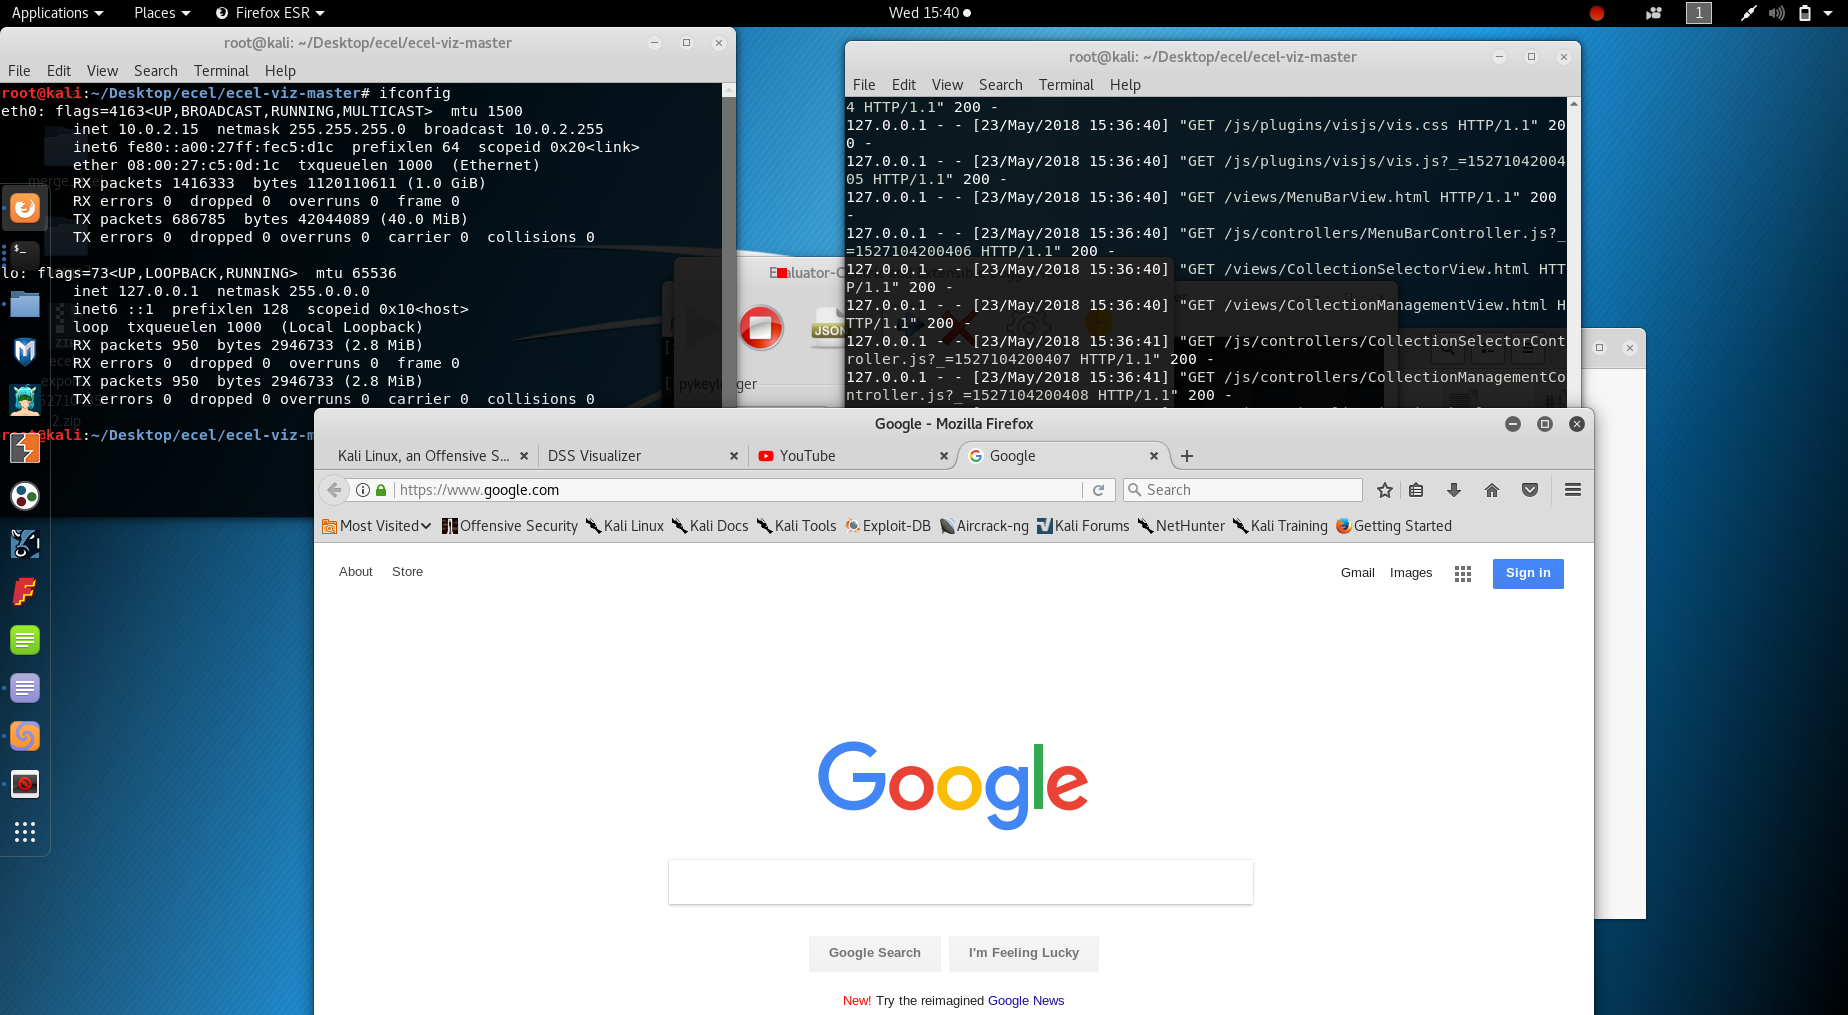 Applications
Places
Firefox ESR
Wed 15:40
1
root@kali: ~/Desktop/ecel/ecel-viz-master
File Edit View Search Terminal Help
root@kali:~/Desktop/ecel/ecel-viz-master# ifconfig
eth0: flags=4163<UP,BROADCAST,RUNNING,MULTICAST>  mtu 1500
        inet 10.0.2.15  netmask 255.255.255.0  broadcast 10.0.2.255
        inet6 fe80::a00:27ff:fec5:d1c  prefixlen 64  scopeid 0x20<link>
        ether 08:00:27:c5:0d:1c  txqueuelen 1000  (Ethernet)
        RX packets 1416333  bytes 1120110611 (1.0 GiB)
        RX errors 0  dropped 0  overruns 0  frame 0
        TX packets 686785  bytes 42044089 (40.0 MiB)
        TX errors 0  dropped 0 overruns 0  carrier 0  collisions 0
lo: flags=73<UP,LOOPBACK,RUNNING>  mtu 65536
        inet 127.0.0.1  netmask 255.0.0.0
        inet6 ::1  prefixlen 128  scopeid 0x10<host>
        loop  txqueuelen 1000  (Local Loopback)
        RX packets 950  bytes 2946733 (2.8 MiB)
        RX errors 0  dropped 0  overruns 0  frame 0
        TX packets 950  bytes 2946733 (2.8 MiB)
        TX errors 0  dropped 0 overruns 0  carrier 0  collisions 0
2.zip
root@kali:~/Desktop/ecel/ecel-viz-m
root@kali: ~/Desktop/ecel/ecel-viz-master
File Edit View Search Terminal Help
4 HTTP/1.1" 200 -
127.0.0.1 - - [23/May/2018 15:36:40] "GET /js/plugins/visjs/vis.css HTTP/1.1" 20
0 -
127.0.0.1 - - [23/May/2018 15:36:40] "GET /js/plugins/visjs/vis.js?_=15271042004
05 HTTP/1.1" 200 -
127.0.0.1 - - [23/May/2018 15:36:40] "GET /views/MenuBarView.html HTTP/1.1" 200
-
127.0.0.1 - - [23/May/2018 15:36:40] "GET /js/controllers/MenuBarController.js?_
=1527104200406 HTTP/1.1" 200 -
127.0.0.1 - - [23/May/2018 15:36:40] "GET /views/CollectionSelectorView.html HTT
P/1.1" 200 -
127.0.0.1 - - [23/May/2018 15:36:40] "GET /views/CollectionManagementView.html H
TTP/1.1" 200 -
127.0.0.1 - - [23/May/2018 15:36:41] "GET /js/controllers/CollectionSelectorCont
roller.js?_=1527104200407 HTTP/1.1" 200 -
127.0.0.1 - - [23/May/2018 15:36:41] "GET /js/controllers/CollectionManagementCo
ntroller.js?_=1527104200408 HTTP/1.1" 200 -
JSON
pykeylogger
Google - Mozilla Firefox
Kali Linux, an Offensive S...
DSS Visualizer
YouTube
Google
https://www.google.com
Search
Most Visited Offensive Security Kali Linux Kali Docs Kali Tools Exploit-DB Aircrack-ng Kali Forums NetHunter Kali Training Getting Started
About Store
Gmail Images Sign in
Google
Google Search
I'm Feeling Lucky
New! Try the reimagined Google News